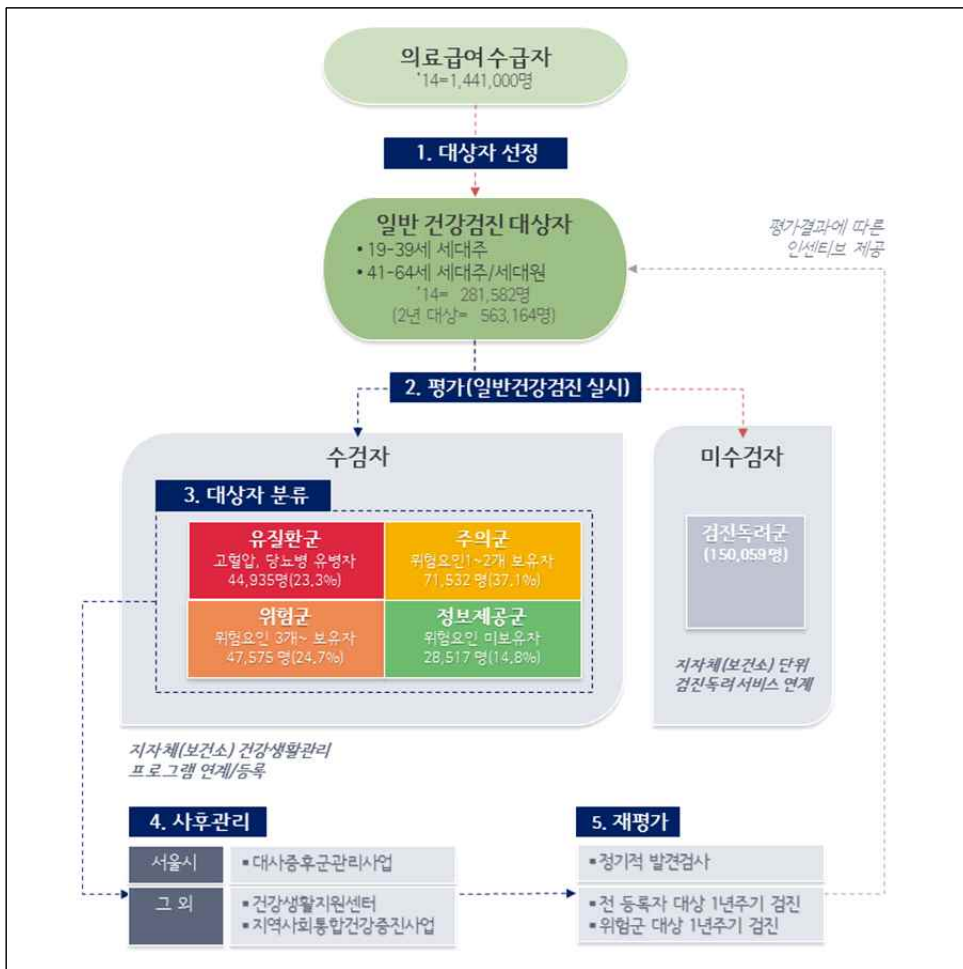 의료급여 수급자
'14=1,441,000명
1. 대상자 선정
일반 건강검진 대상자
• 19-39세 세대주
• 41-64세 세대주/세대원
'14= 281,582명
(2년 대상= 563,164명)
평가결과에 따른
인센티브 제공
2. 평가(일반건강검진 실시)
수검자
3. 대상자 분류
유질환군
고혈압, 당뇨병 유병자
44,935명(23,3%)
주의군
위험요인1~2개 보유자
71,532 명(37,1%)
위험군
위험요인 3개~ 보유자
47,575 명(24,7%)
정보제공군
위험요인 미보유자
28,517 명(14,8%)
미수검자
검진독려군
(150,059명)
지자체(보건소) 단위
검진독려서비스 연계
지자체(보건소) 건강생활관리
프로그램 연계/등록
4. 사후관리
서울시
▪ 대사증후군관리사업
그 외
▪ 건강생활지원센터
▪ 지역사회통합건강증진사업
5. 재평가
▪ 정기적 발견검사
▪ 전 등록자 대상 1년주기 검진
▪ 위험군 대상 1년주기 검진